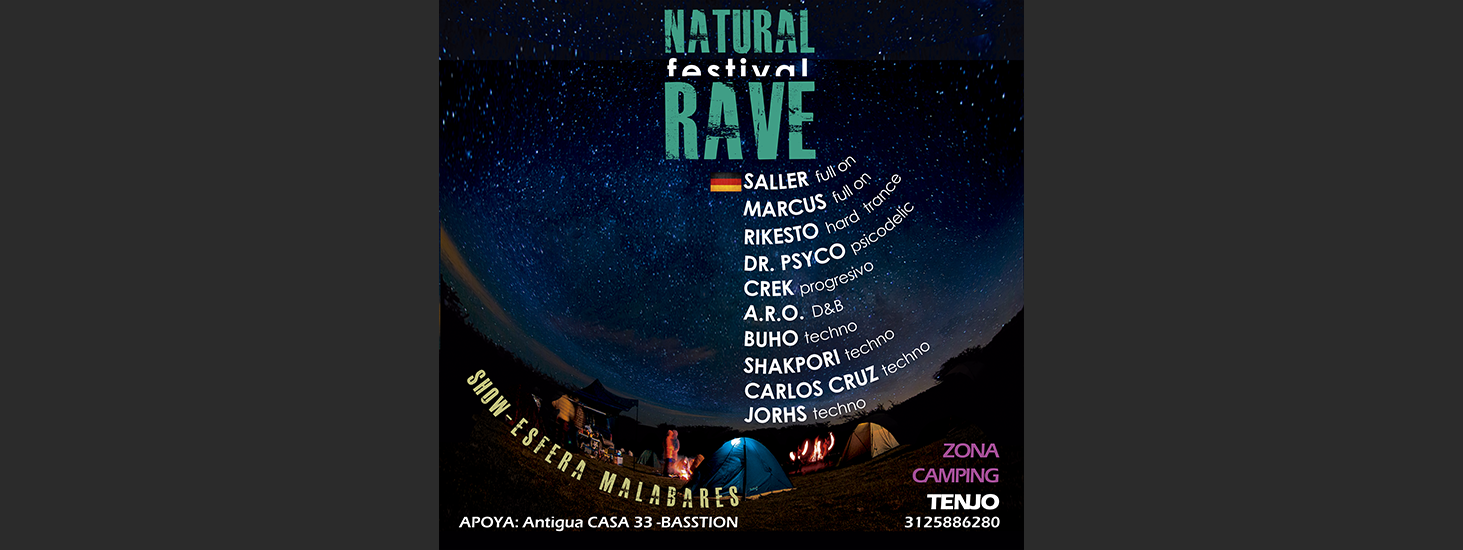 NATURAL
festival
RAVE
SALLER full on
MARCUS full on
RIKESTO hard trance
DR. PSYCO psicodelic
CREK progresivo
A.R.O. D&B
BUHO techno
SHAKPORI techno
CARLOS CRUZ techno
JORHS techno
SHOW-ESFERA MALABARES
ZONA
CAMPING
TENJO
APOYA: Antigua CASA 33 -BASSTION
3125886280